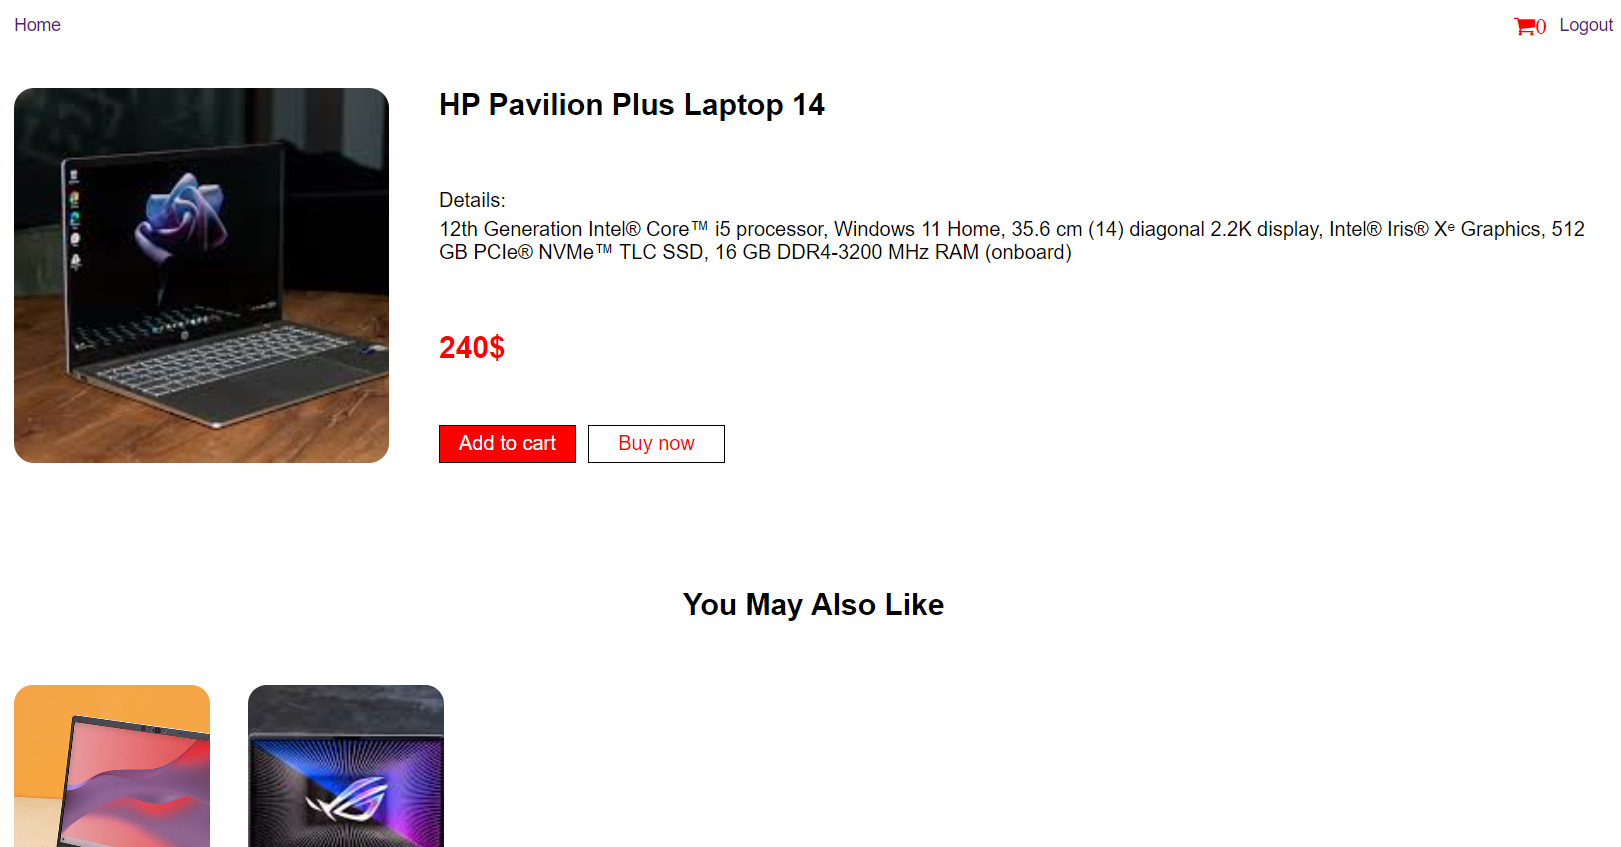 Home
0 Logout
HP Pavilion Plus Laptop 14
Details:
12th Generation Intel® Core™ i5 processor, Windows 11 Home, 35.6 cm (14) diagonal 2.2K display, Intel® Iris® Xᵉ Graphics, 512
GB PCIe® NVMe™ TLC SSD, 16 GB DDR4-3200 MHz RAM (onboard)
240$
Add to cart Buy now
You May Also Like